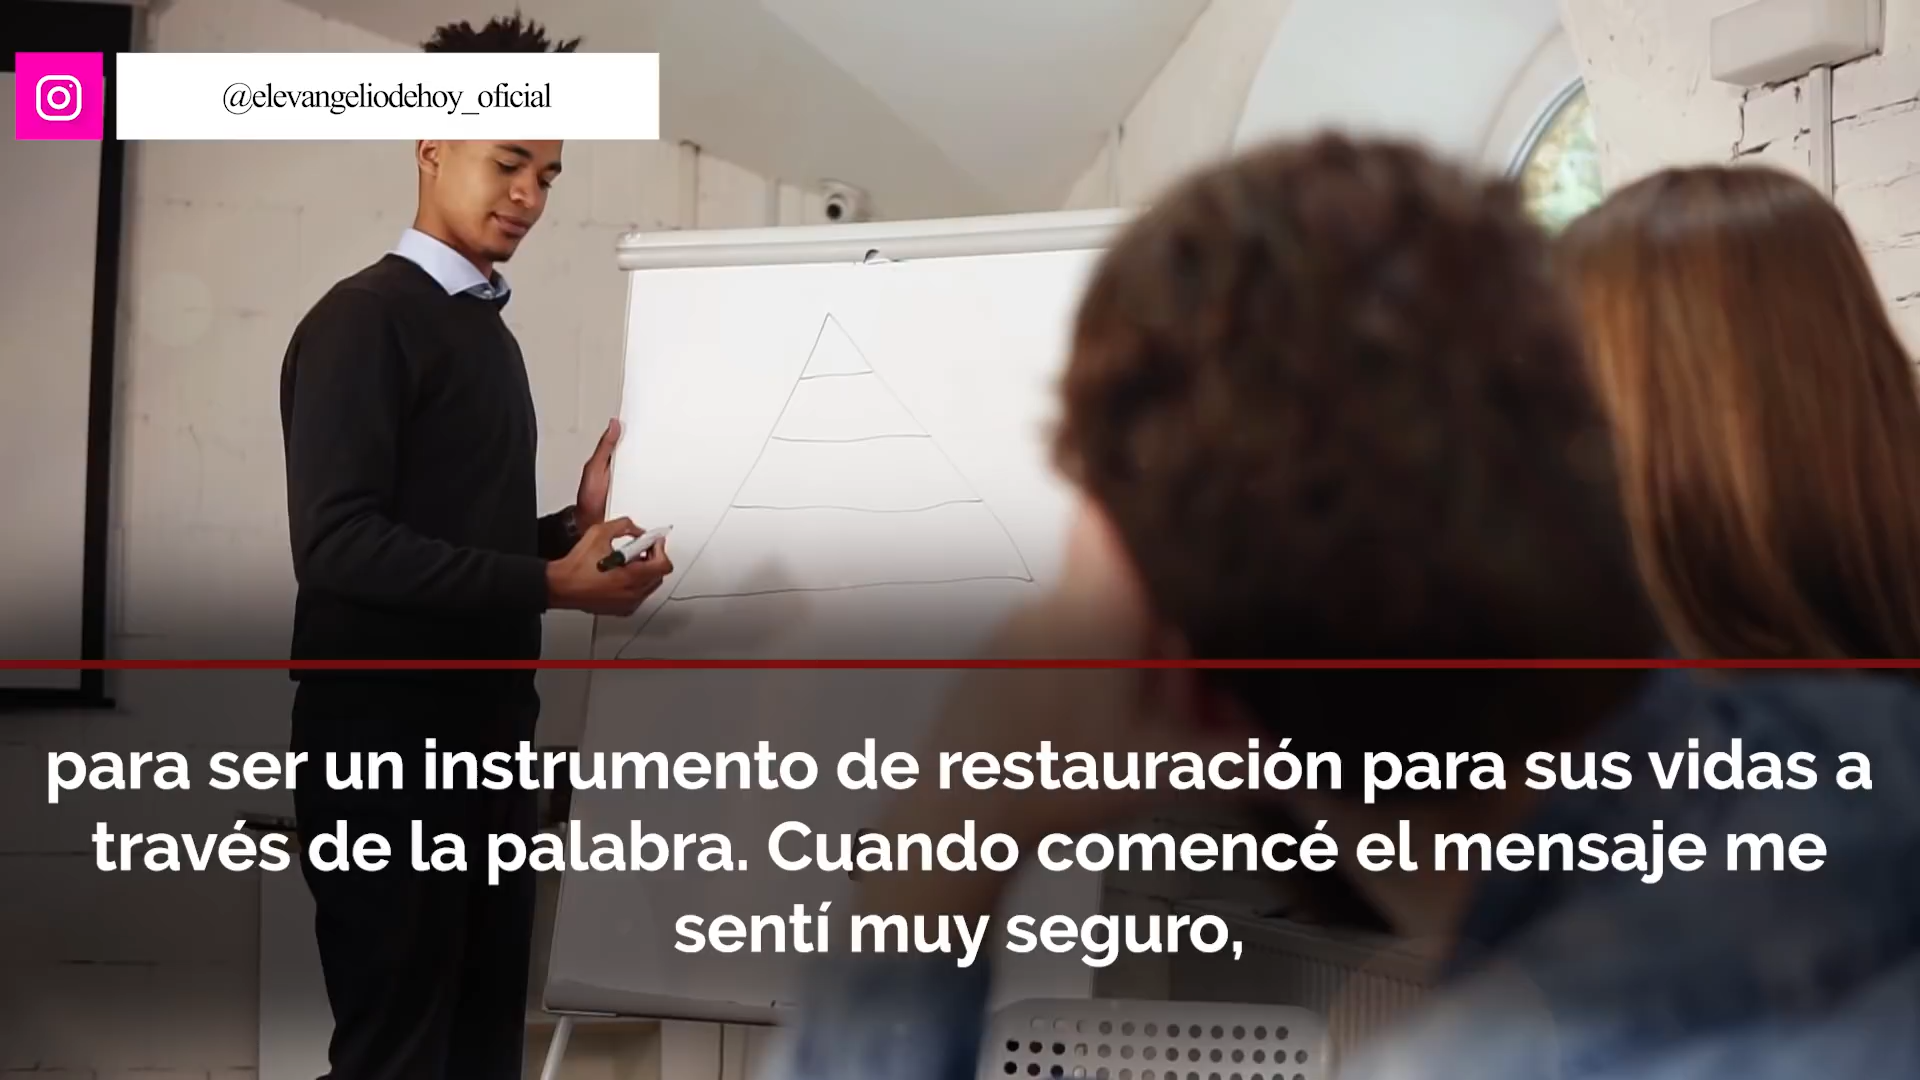 @elevangeliodehoy_oficial
para ser un instrumento de restauración para sus vidas a
través de la palabra. Cuando comencé el mensaje me
sentí muy seguro,